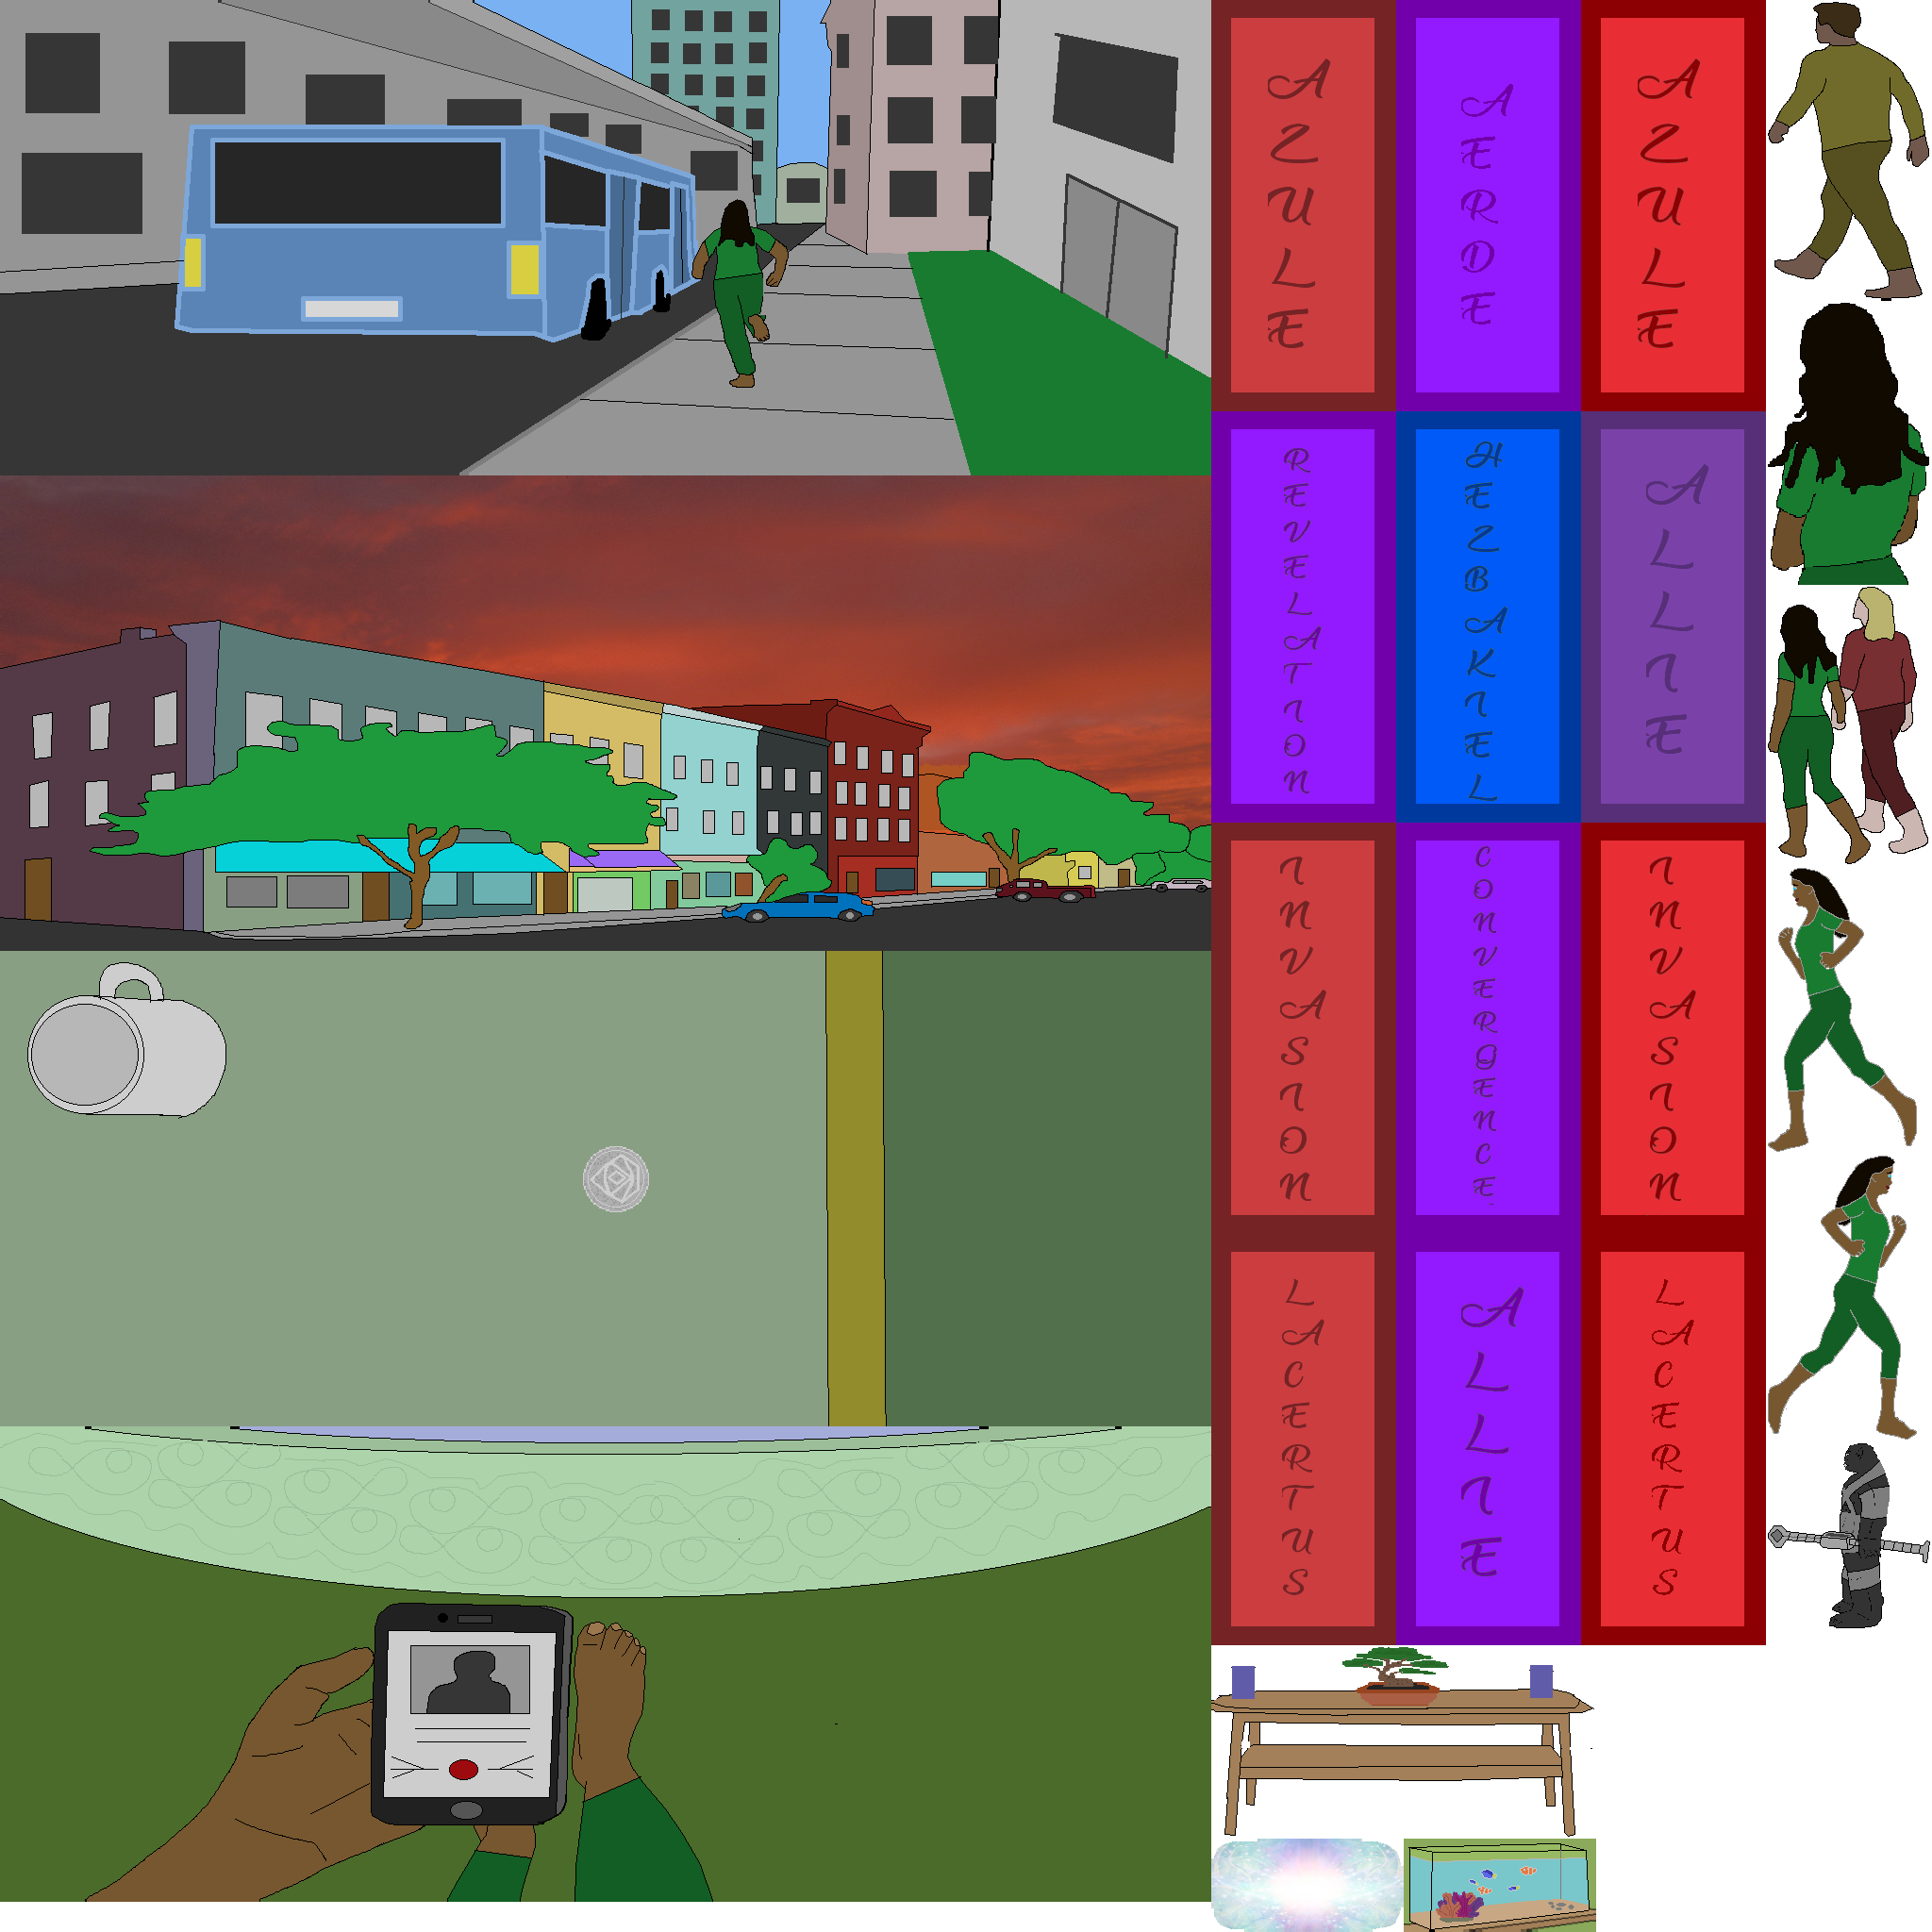 AZULE
AERDE
AZULE
REVELATION
HEZBAKIEL
ALLIE
INVASION
CONVERGENCE
INVASION
LACERTUS
ALLIE
LACERTUS